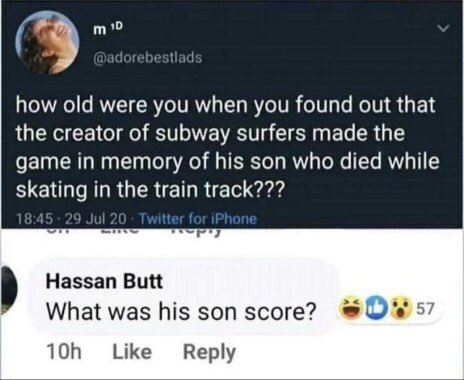 m 1D
@adorebestlads
how old were you when you found out that
the creator of subway surfers made the
game in memory of his son who died while
skating in the train track???
18:45 · 29 Jul 20 · Twitter for iPhone
Like Reply
Hassan Butt
What was his son score?
57
10h Like Reply